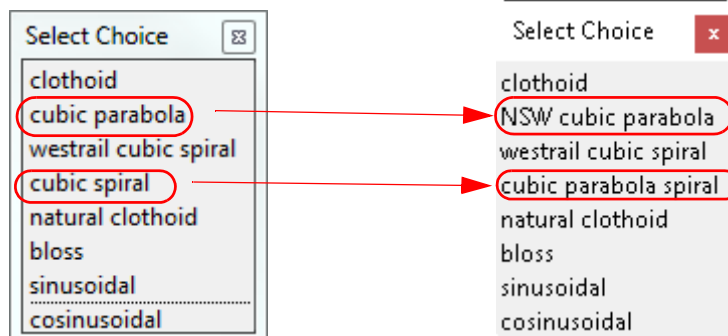 Select Choice
clothoid
cubic parabola
westrail cubic spiral
cubic spiral
natural clothoid
bloss
sinusoidal
cosinusoidal
Select Choice
x
clothoid
NSW cubic parabola
westrail cubic spiral
cubic parabola spiral
natural clothoid
bloss
sinusoidal
cosinusoidal